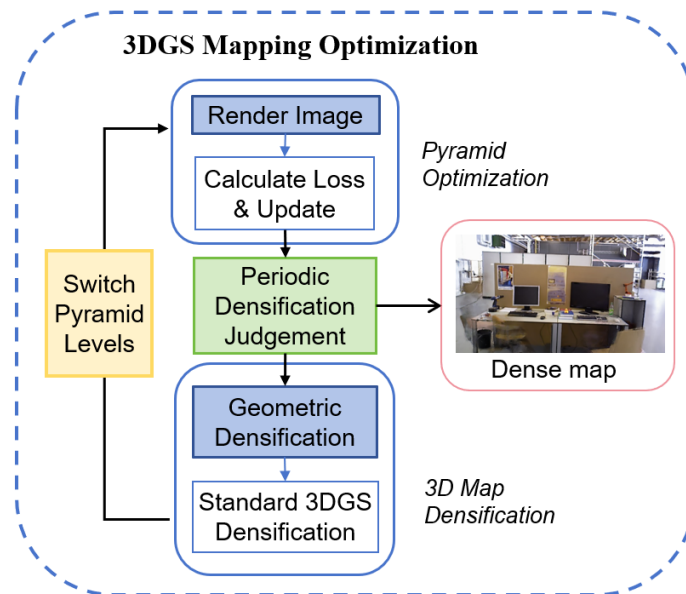 3DGS Mapping Optimization
Render Image
Pyramid
Optimization
Calculate Loss
& Update
Switch
Pyramid
Levels
Periodic
Densification
Judgement
Dense map
Geometric
Densification
Standard 3DGS
Densification
3D Map
Densification